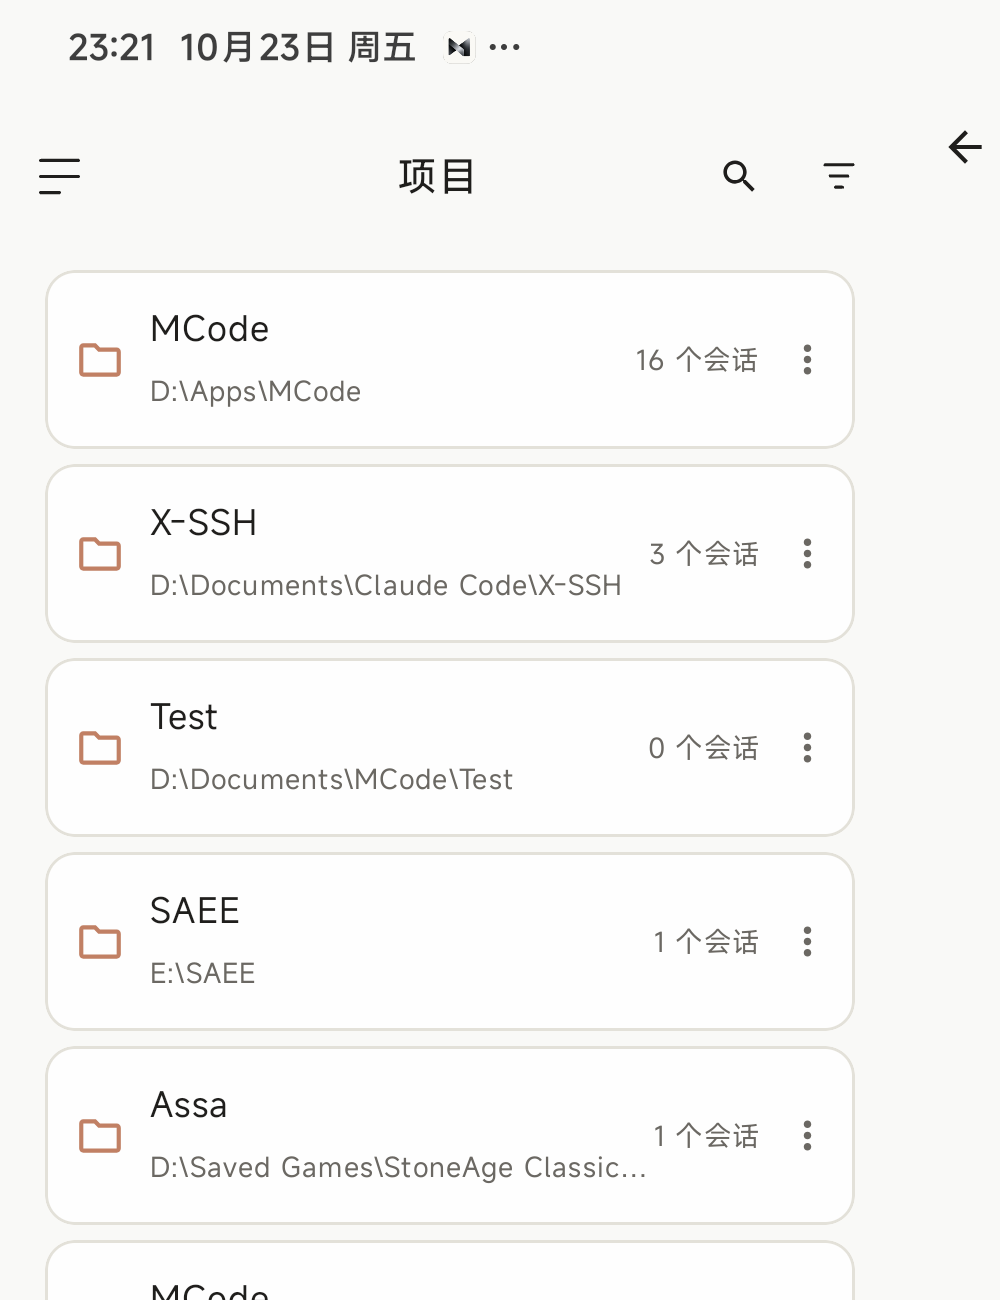 23:21 10月23日 周五 ···
项目
MCode
16 个会话
D:\Apps\MCode
X-SSH
3 个会话
D:\Documents\Claude Code\X-SSH
Test
0 个会话
D:\Documents\MCode\Test
SAEE
1 个会话
E:\SAEE
Assa
1 个会话
D:\Saved Games\StoneAge Classic...
MCode